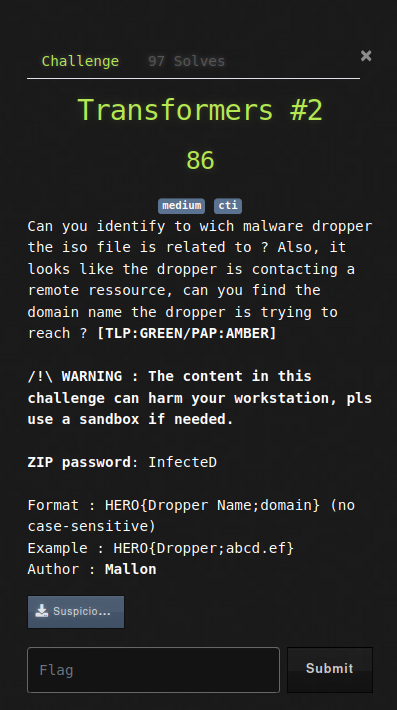 Challenge 97 Solves ×
Transformers #2
86
medium cti
Can you identify to wich malware dropper
the iso file is related to ? Also, it
looks like the dropper is contacting a
remote ressource, can you find the
domain name the dropper is trying to
reach ? [TLP:GREEN/PAP:AMBER]
/!\ WARNING : The content in this
challenge can harm your workstation, pls
use a sandbox if needed.
ZIP password: InfecteD
Format : HERO{Dropper Name;domain} (no
case-sensitive)
Example : HERO{Dropper;abcd.ef}
Author : Mallon
Suspicio...
Flag Submit